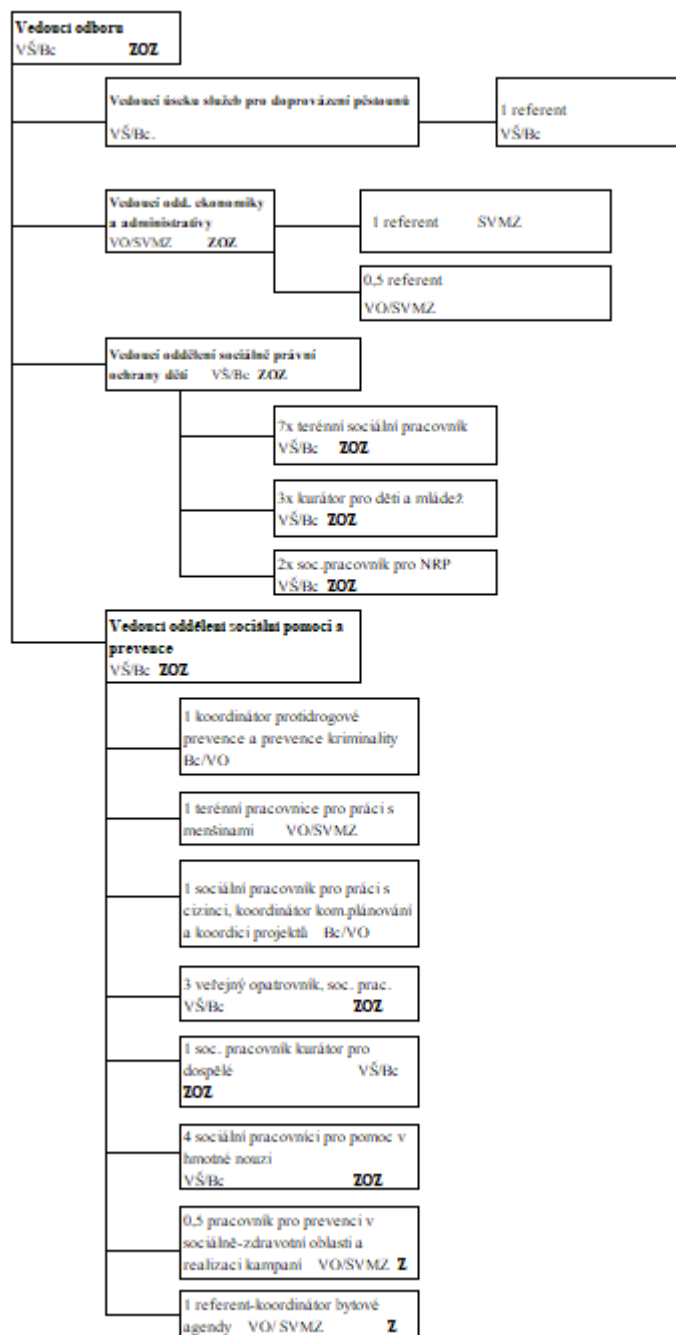 Vedoucí odboru
VŠ/Bc ZOZ
Vedoucí úseku služeb pro doprovázení pěstounů
VŠ/Bc.
1 referent
VŠ/Bc
Vedoucí odd. ekonomiky
a administrativy
VO/SVMZ ZOZ
1 referent SVMZ
0,5 referent
VO/SVMZ
Vedoucí oddělení sociálně právní
ochrany dětí VŠ/Bc ZOZ
7x terénní sociální pracovník
VŠ/Bc ZOZ
3x kurátor pro děti a mládež
VŠ/Bc ZOZ
2x soc.pracovník pro NRP
VŠ/Bc ZOZ
Vedoucí oddělení sociální pomoci a
prevence
VŠ/Bc ZOZ
1 koordinátor protidrogové
prevence a prevence kriminality
Bc/VO
1 terénní pracovnice pro práci s
menšinami VO/SVMZ
1 sociální pracovník pro práci s
cizinci, koordinátor kom.plánování
a koordici projektů Bc/VO
3 veřejný opatrovník, soc. prac.
VŠ/Bc ZOZ
1 soc. pracovník kurátor pro
dospělé VŠ/Bc
ZOZ
4 sociální pracovníci pro pomoc v
hmotné nouzi
VŠ/Bc ZOZ
0,5 pracovník pro prevenci v
sociálně-zdravotní oblasti a
realizaci kampaní VO/SVMZ Z
1 referent-koordinátor bytové
agendy VO/ SVMZ Z